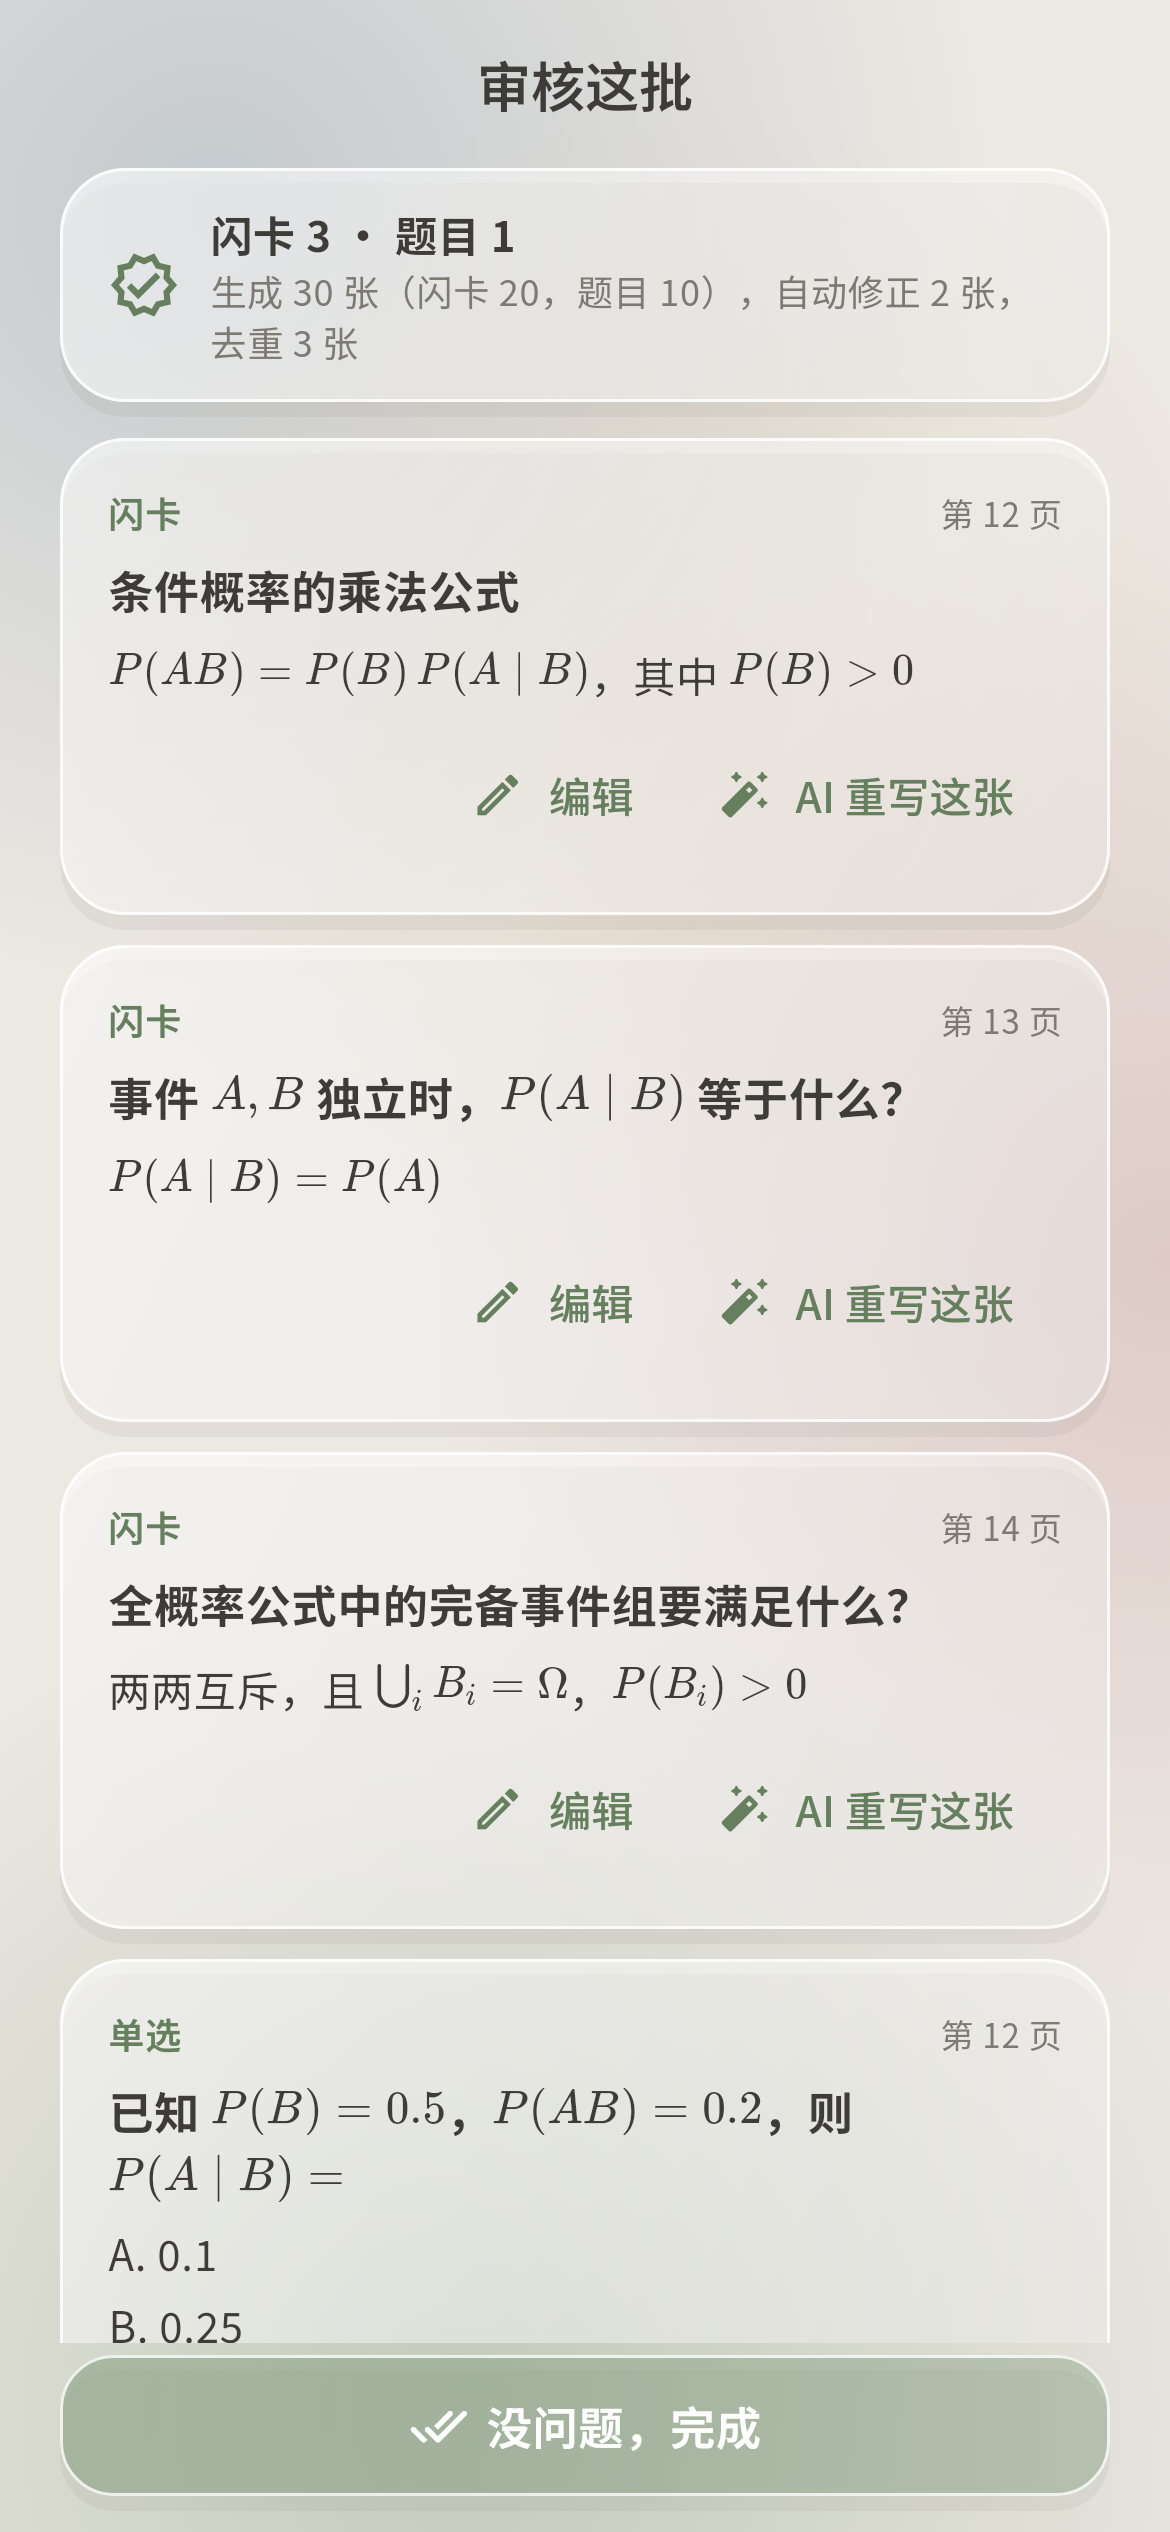 审核这批
闪卡 3 · 题目 1
生成 30 张（闪卡 20，题目 10），自动修正 2 张，
去重 3 张
闪卡
第 12 页
条件概率的乘法公式
P(AB) = P(B) P(A | B)，其中 P(B) > 0
编辑
AI 重写这张
闪卡
第 13 页
事件 A, B 独立时，P(A | B) 等于什么？
P(A | B) = P(A)
编辑
AI 重写这张
闪卡
第 14 页
全概率公式中的完备事件组要满足什么？
两两互斥，且 ⋃ᵢ Bᵢ = Ω，P(Bᵢ) > 0
编辑
AI 重写这张
单选
第 12 页
已知 P(B) = 0.5，P(AB) = 0.2，则
P(A | B) =
A. 0.1
B. 0.25
没问题，完成